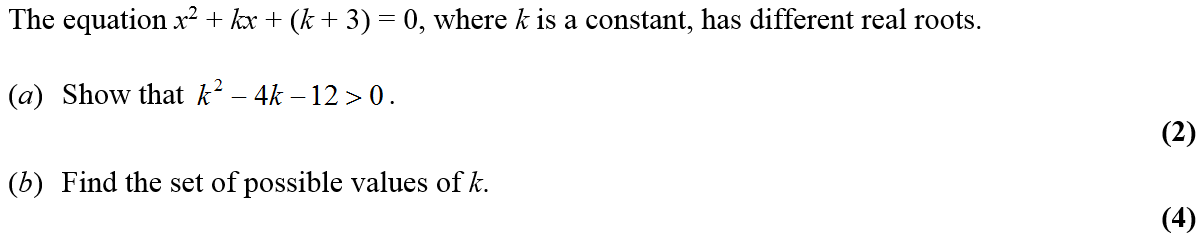 The equation x² + kx + (k + 3) = 0, where k is a constant, has different real roots.
(a) Show that k² – 4k – 12 > 0.
(2)
(b) Find the set of possible values of k.
(4)